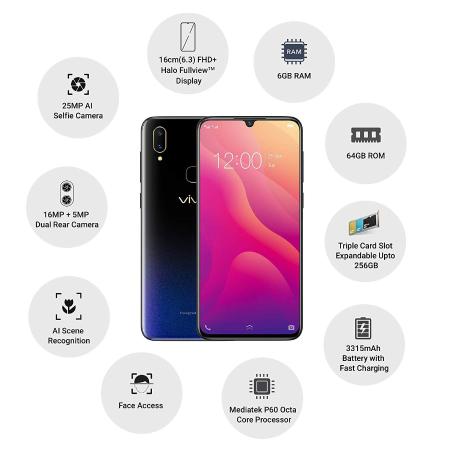 16cm(6.3) FHD+
Halo Fullview™
Display
RAM
6GB RAM
25MP AI
Selfie Camera
64GB ROM
12:00
16MP + 5MP
Dual Rear Camera
Triple Card Slot
Expandable Upto
256GB
AI Scene
Recognition
3315mAh
Battery with
Fast Charging
Face Access
Mediatek P60 Octa
Core Processor